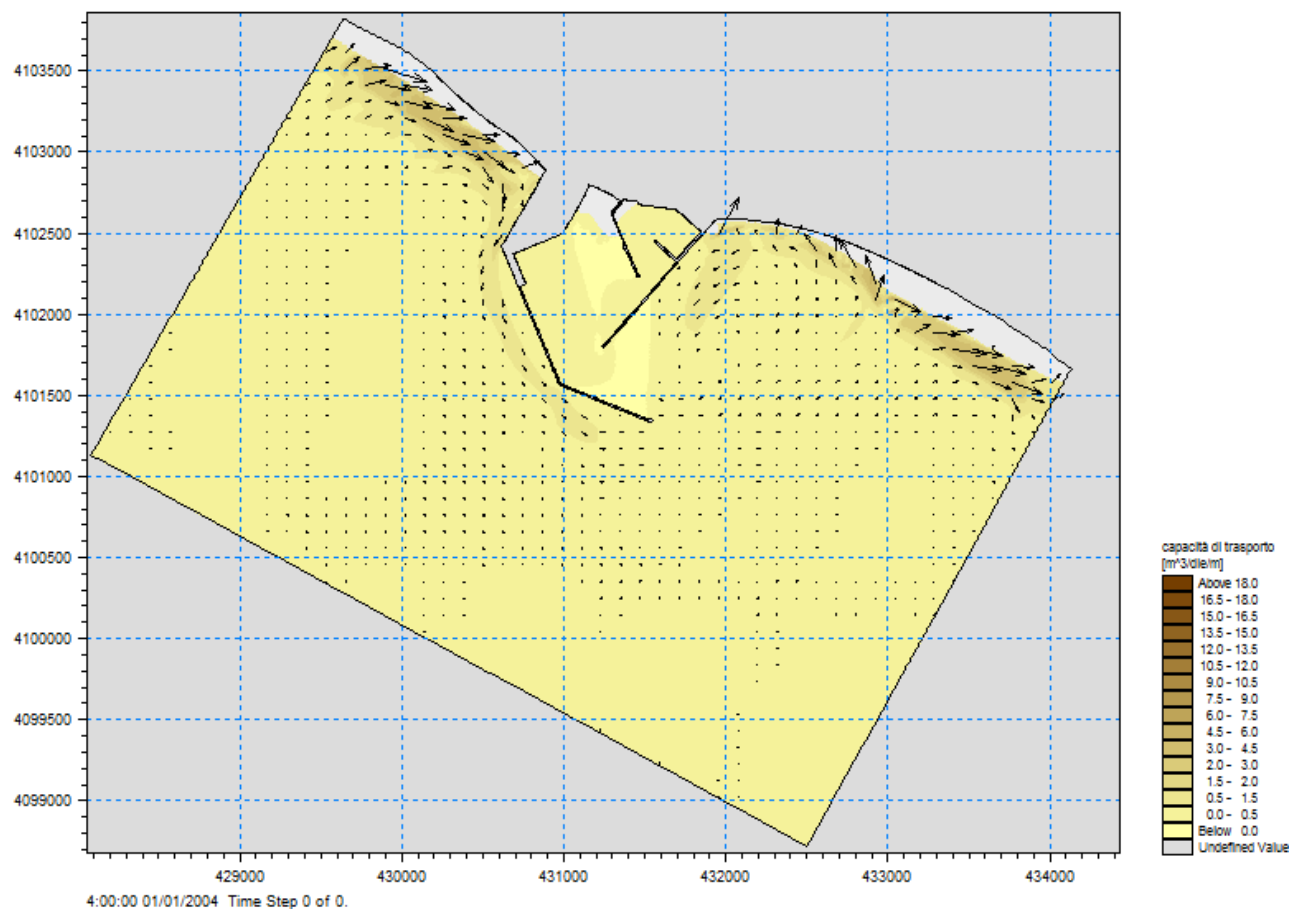 4103500
4103000
4102500
4102000
4101500
4101000
4100500
4100000
4099500
4099000
429000 430000 431000 432000 433000 434000
4:00:00 01/01/2004 Time Step 0 of 0.
capacità di trasporto
[m^3/die/m]
Above 18.0
16.5 - 18.0
15.0 - 16.5
13.5 - 15.0
12.0 - 13.5
10.5 - 12.0
9.0 - 10.5
7.5 - 9.0
6.0 - 7.5
4.5 - 6.0
3.0 - 4.5
2.0 - 3.0
1.5 - 2.0
0.5 - 1.5
0.0 - 0.5
Below 0.0
Undefined Value